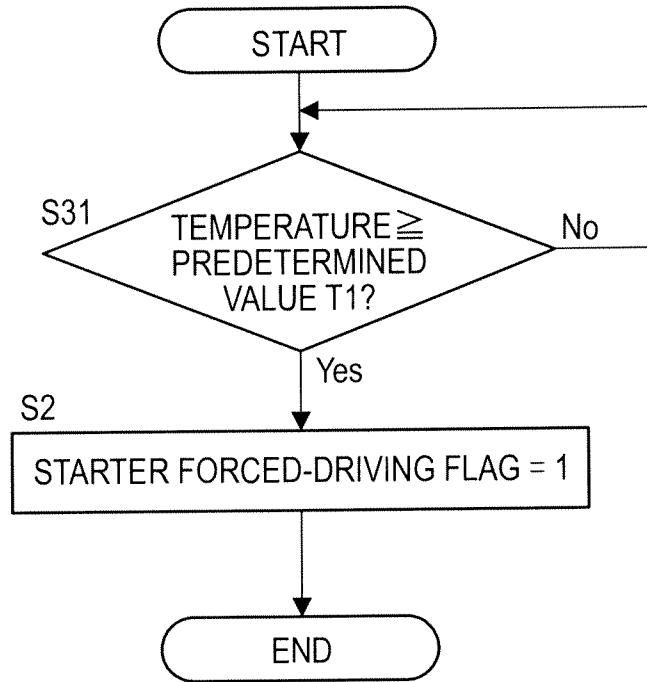 START
S31
TEMPERATURE ≧
PREDETERMINED
VALUE T1?
No
Yes
S2
STARTER FORCED-DRIVING FLAG = 1
END